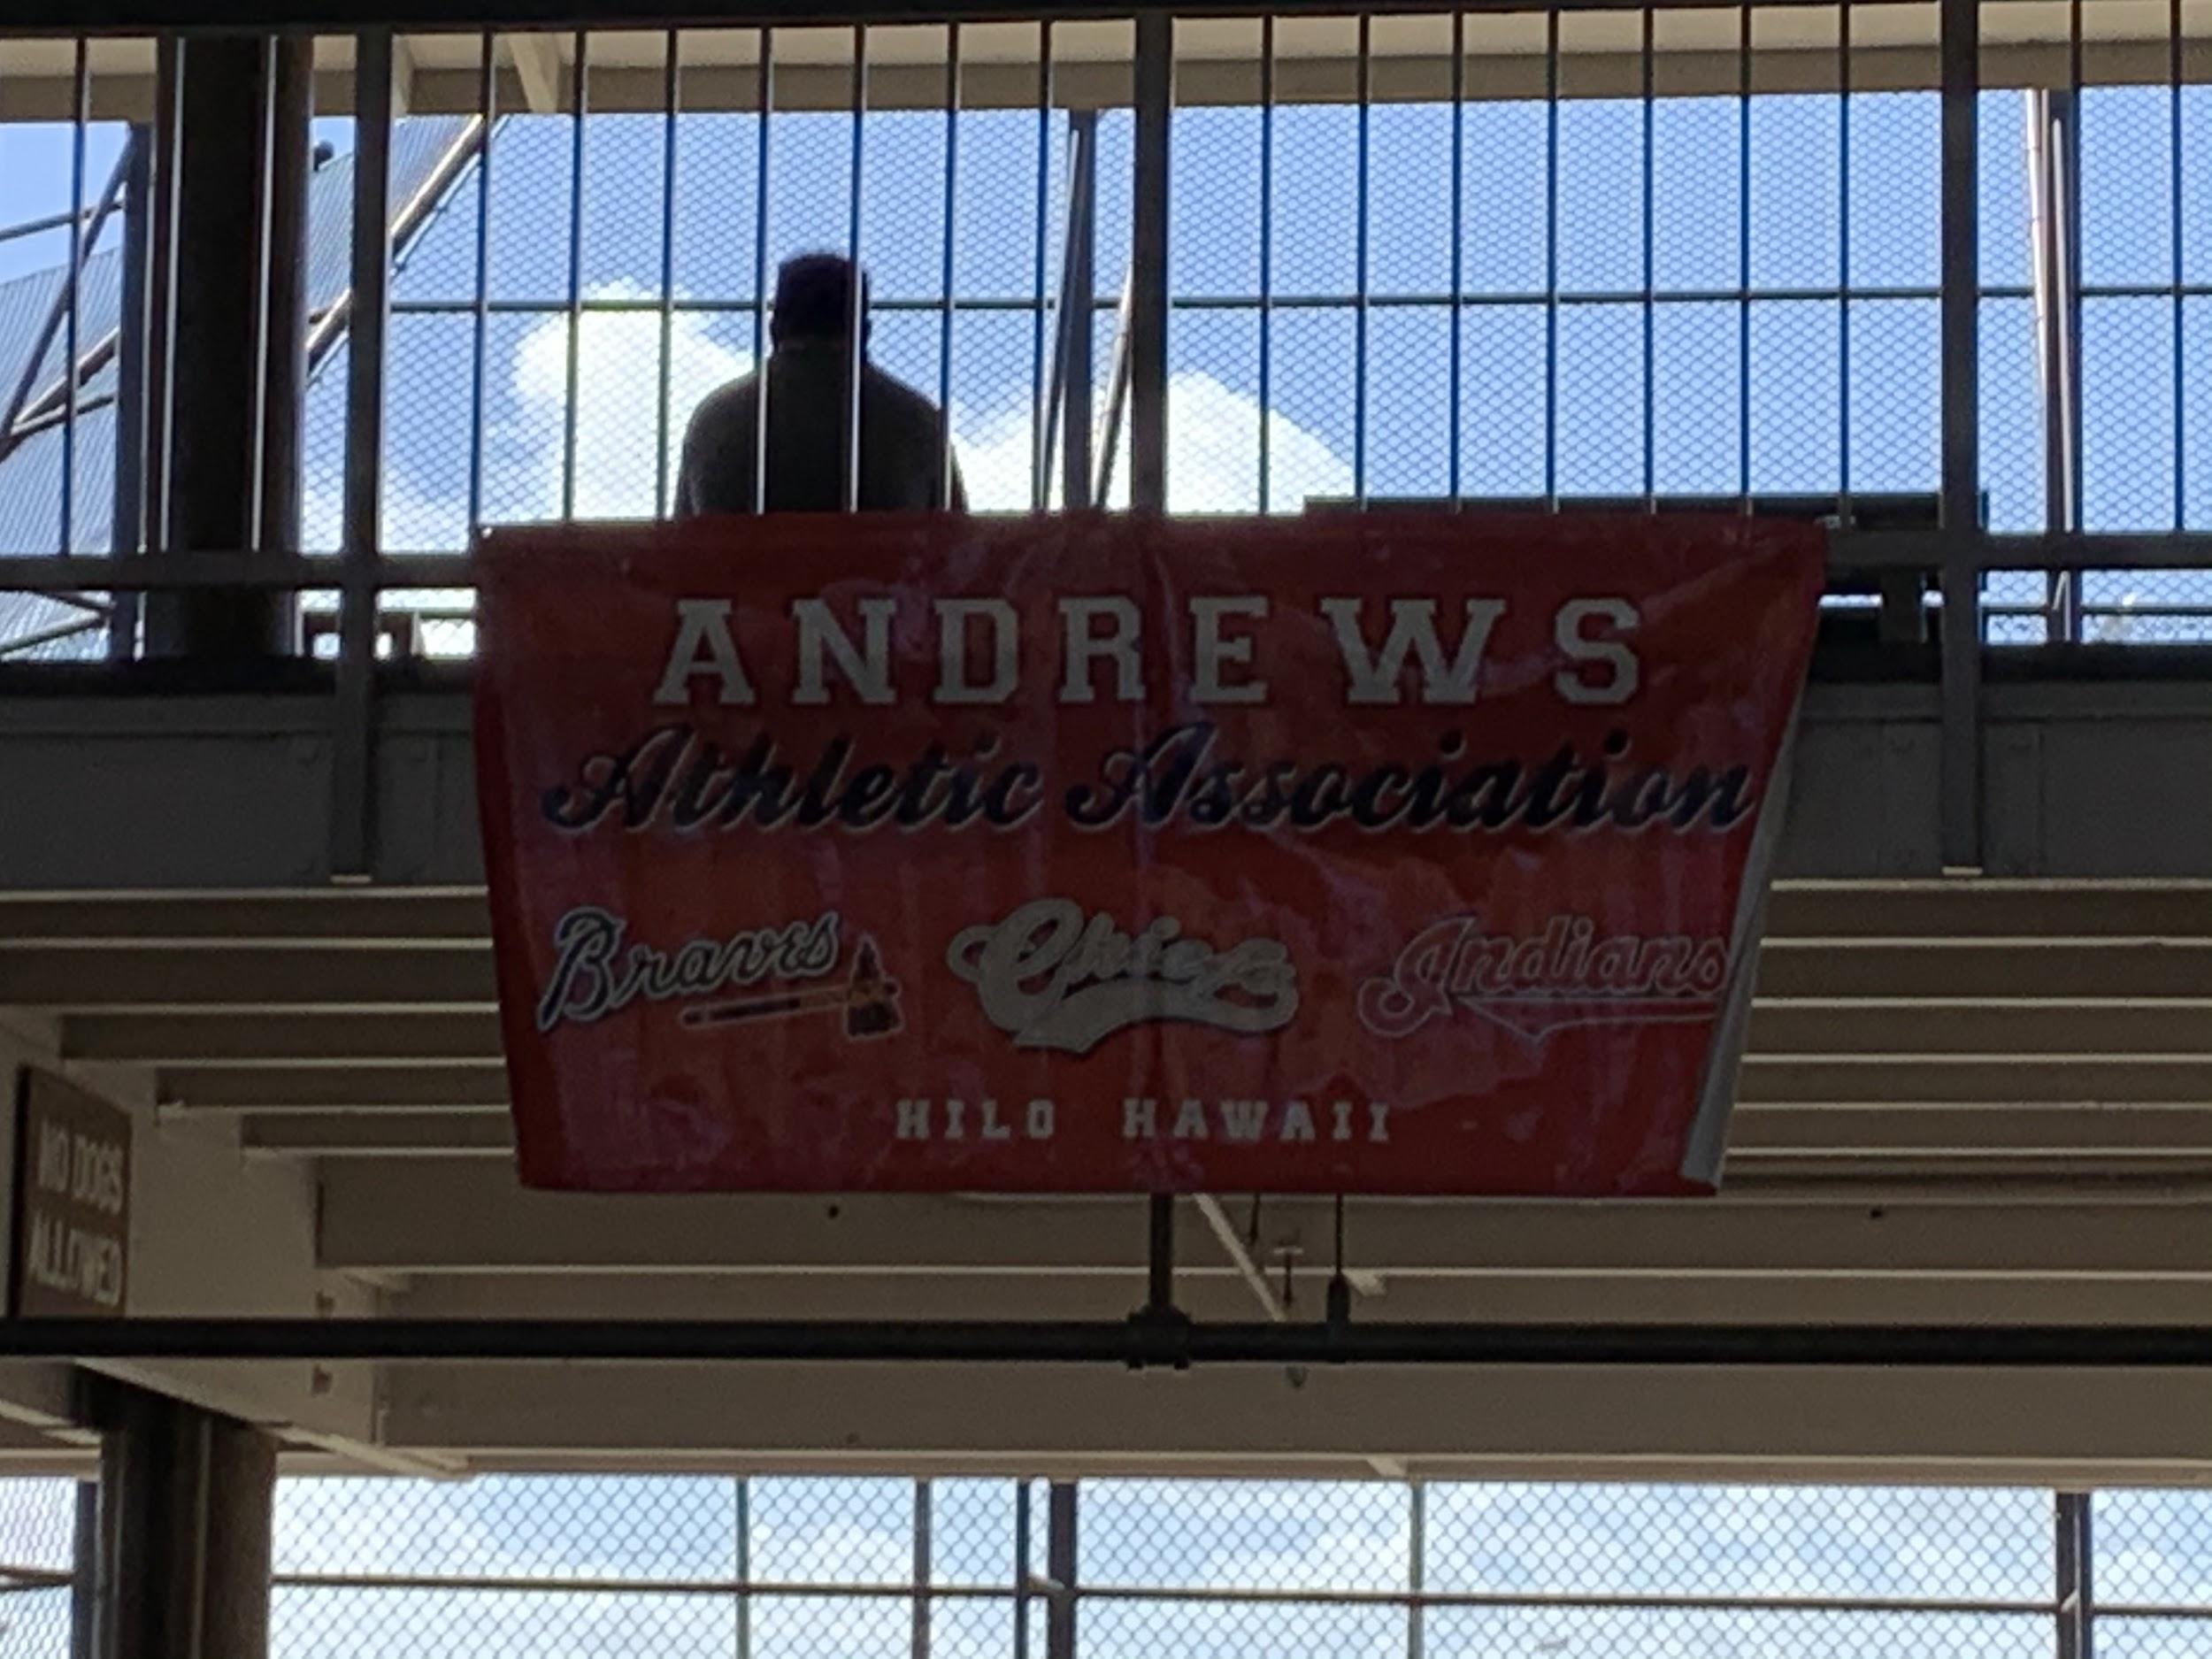 ANDREWS
Athletic Association
Braves Chiefs Indians
HILO HAWAII
NO DOGS
ALLOWED